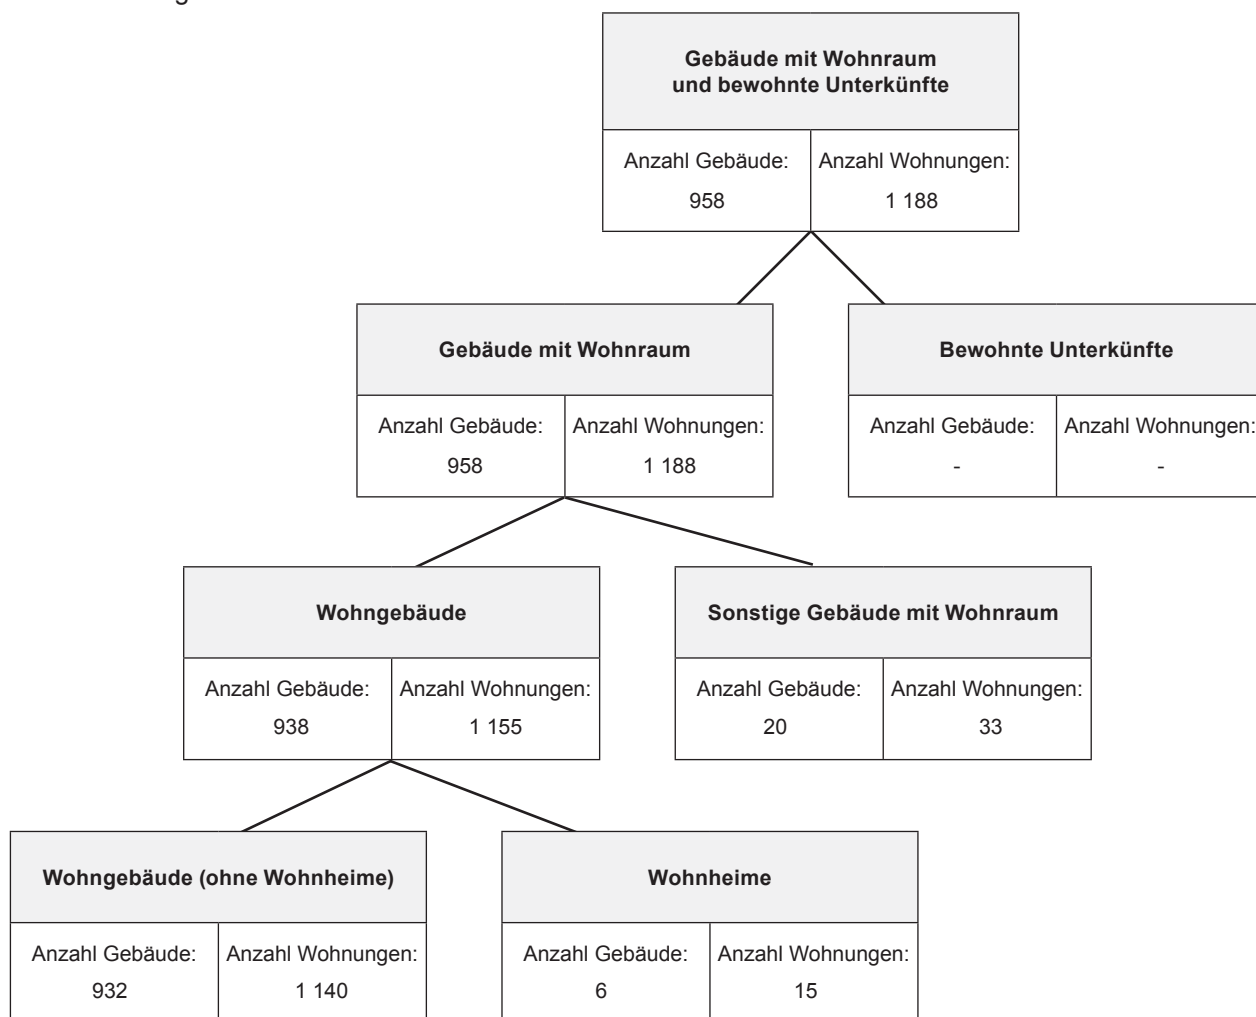 Gebäude mit Wohnraum
und bewohnte Unterkünfte
Anzahl Gebäude:
958
Anzahl Wohnungen:
1 188
Gebäude mit Wohnraum
Anzahl Gebäude:
958
Anzahl Wohnungen:
1 188
Bewohnte Unterkünfte
Anzahl Gebäude:
-
Anzahl Wohnungen:
-
Wohngebäude
Anzahl Gebäude:
938
Anzahl Wohnungen:
1 155
Sonstige Gebäude mit Wohnraum
Anzahl Gebäude:
20
Anzahl Wohnungen:
33
Wohngebäude (ohne Wohnheime)
Anzahl Gebäude:
932
Anzahl Wohnungen:
1 140
Wohnheime
Anzahl Gebäude:
6
Anzahl Wohnungen:
15